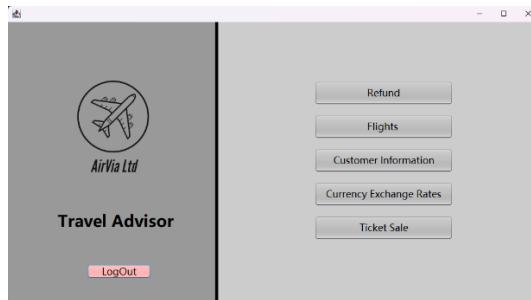 AirVia Ltd
Travel Advisor
LogOut
Refund
Flights
Customer Information
Currency Exchange Rates
Ticket Sale